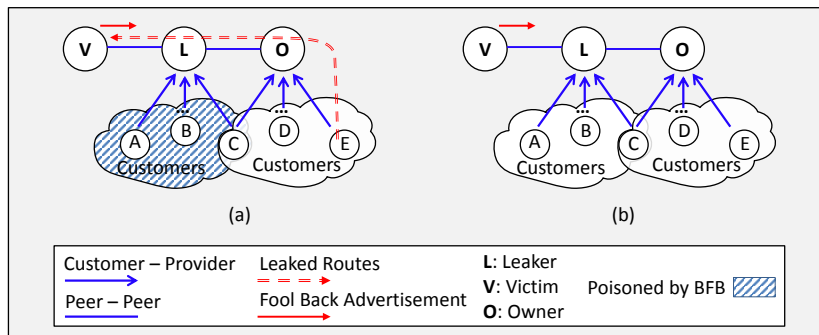 V L O
A B ... C D ... E
Customers Customers
(a)
V L O
A B ... C D ... E
Customers Customers
(b)
Customer – Provider
Peer – Peer
Leaked Routes
Fool Back Advertisement
L: Leaker
V: Victim
O: Owner
Poisoned by BFB